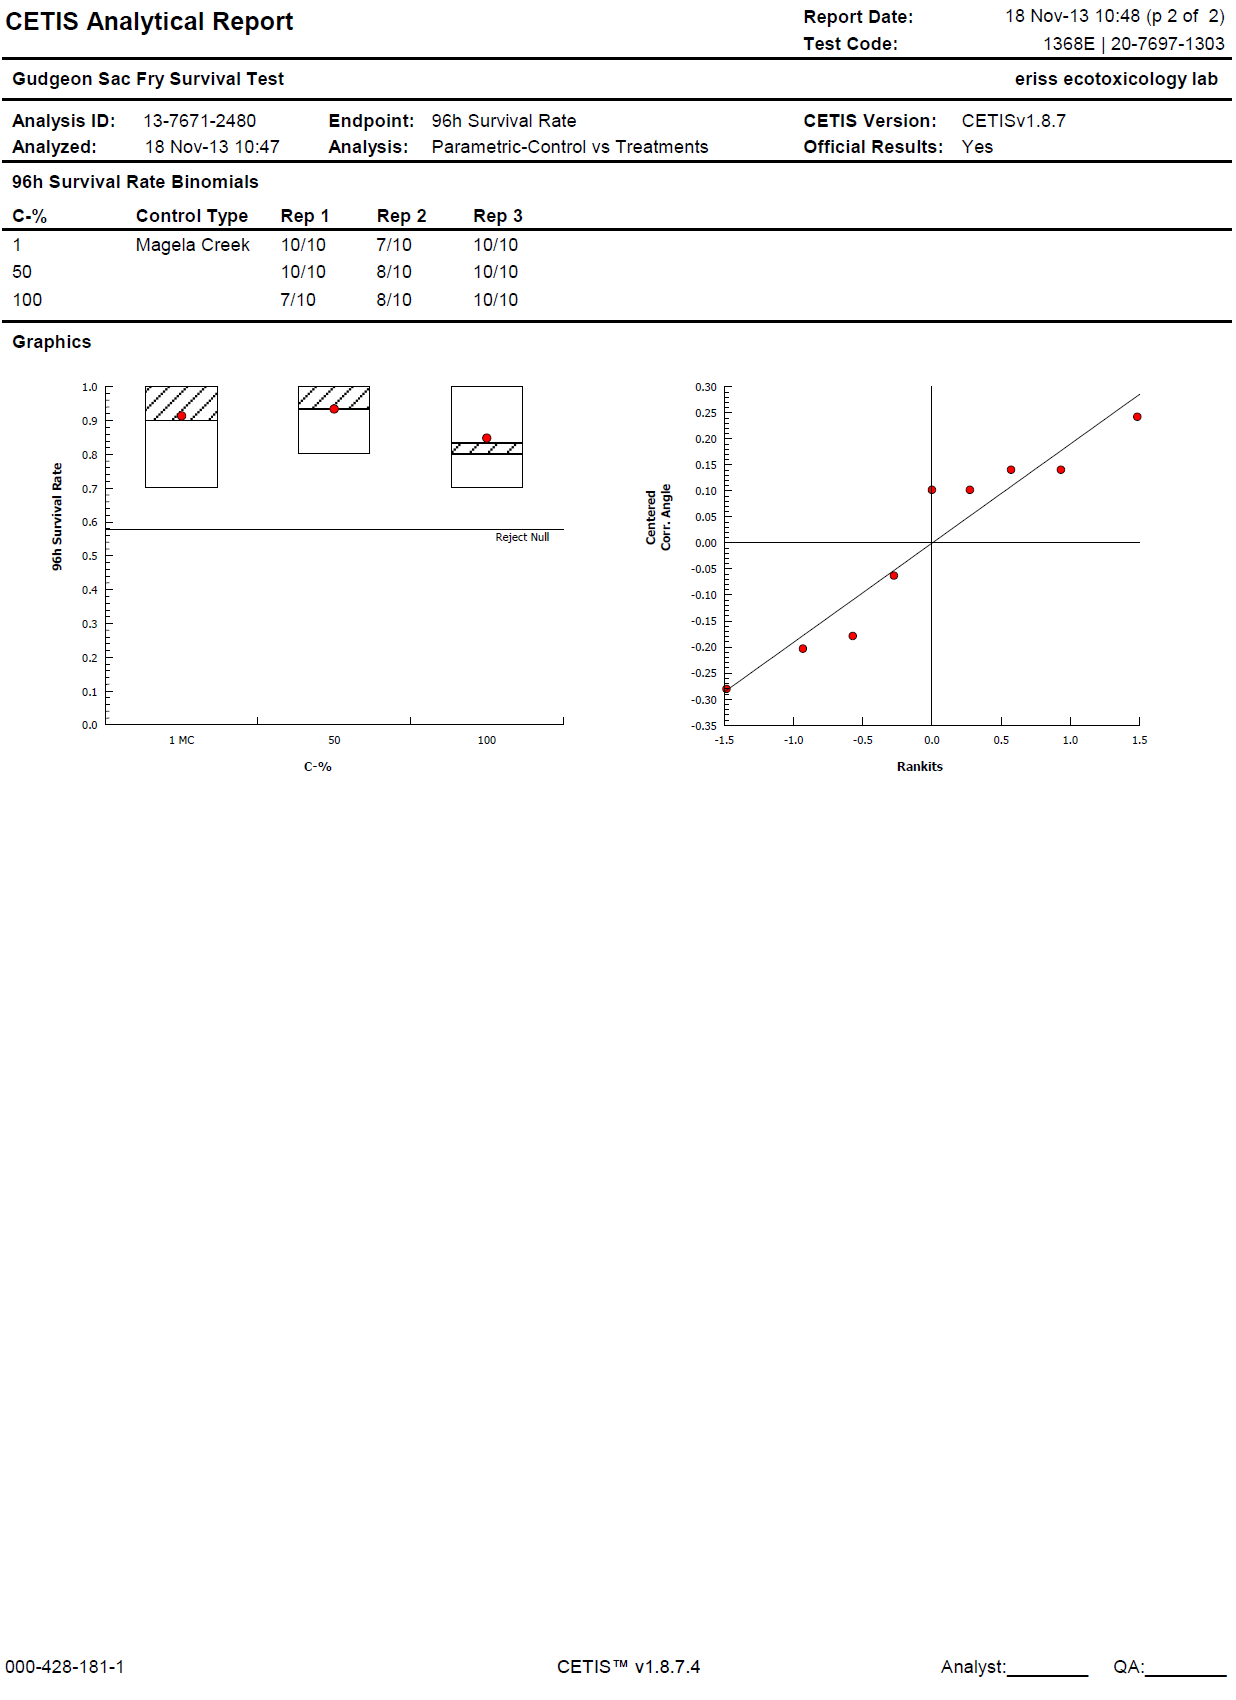 CETIS Analytical Report
Report Date: 18 Nov-13 10:48 (p 2 of 2)
Test Code: 1368E | 20-7697-1303
Gudgeon Sac Fry Survival Test eriss ecotoxicology lab
Analysis ID: 13-7671-2480 Endpoint: 96h Survival Rate CETIS Version: CETISv1.8.7
Analyzed: 18 Nov-13 10:47 Analysis: Parametric-Control vs Treatments Official Results: Yes
96h Survival Rate Binomials
C-% Control Type Rep 1 Rep 2 Rep 3
1 Magela Creek 10/10 7/10 10/10
50 10/10 8/10 10/10
100 7/10 8/10 10/10
Graphics
1.0
0.9
0.8
0.7
0.6
0.5
0.4
0.3
0.2
0.1
0.0
96h Survival Rate
Reject Null
1 MC 50 100
C-%
0.30
0.25
0.20
0.15
0.10
0.05
0.00
-0.05
-0.10
-0.15
-0.20
-0.25
-0.30
-0.35
Centered
Corr. Angle
-1.5 -1.0 -0.5 0.0 0.5 1.0 1.5
Rankits
000-428-181-1 CETIS™ v1.8.7.4 Analyst:________ QA:________